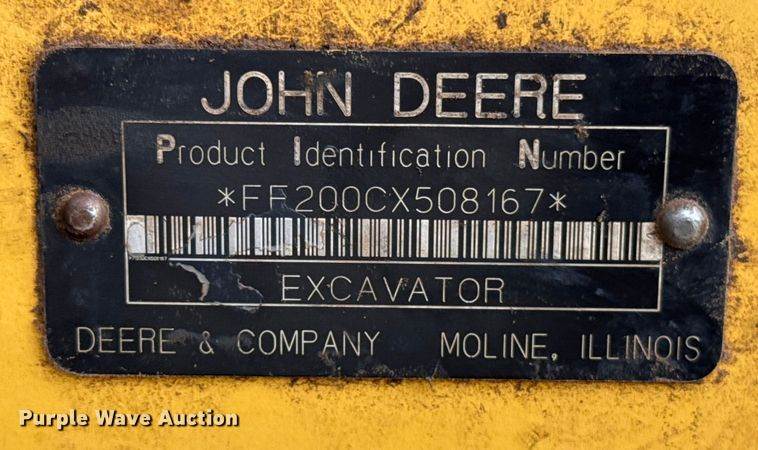 JOHN DEERE
Product Identification Number
*FF200CX508167*
EXCAVATOR
DEERE & COMPANY MOLINE, ILLINOIS
Purple Wave Auction